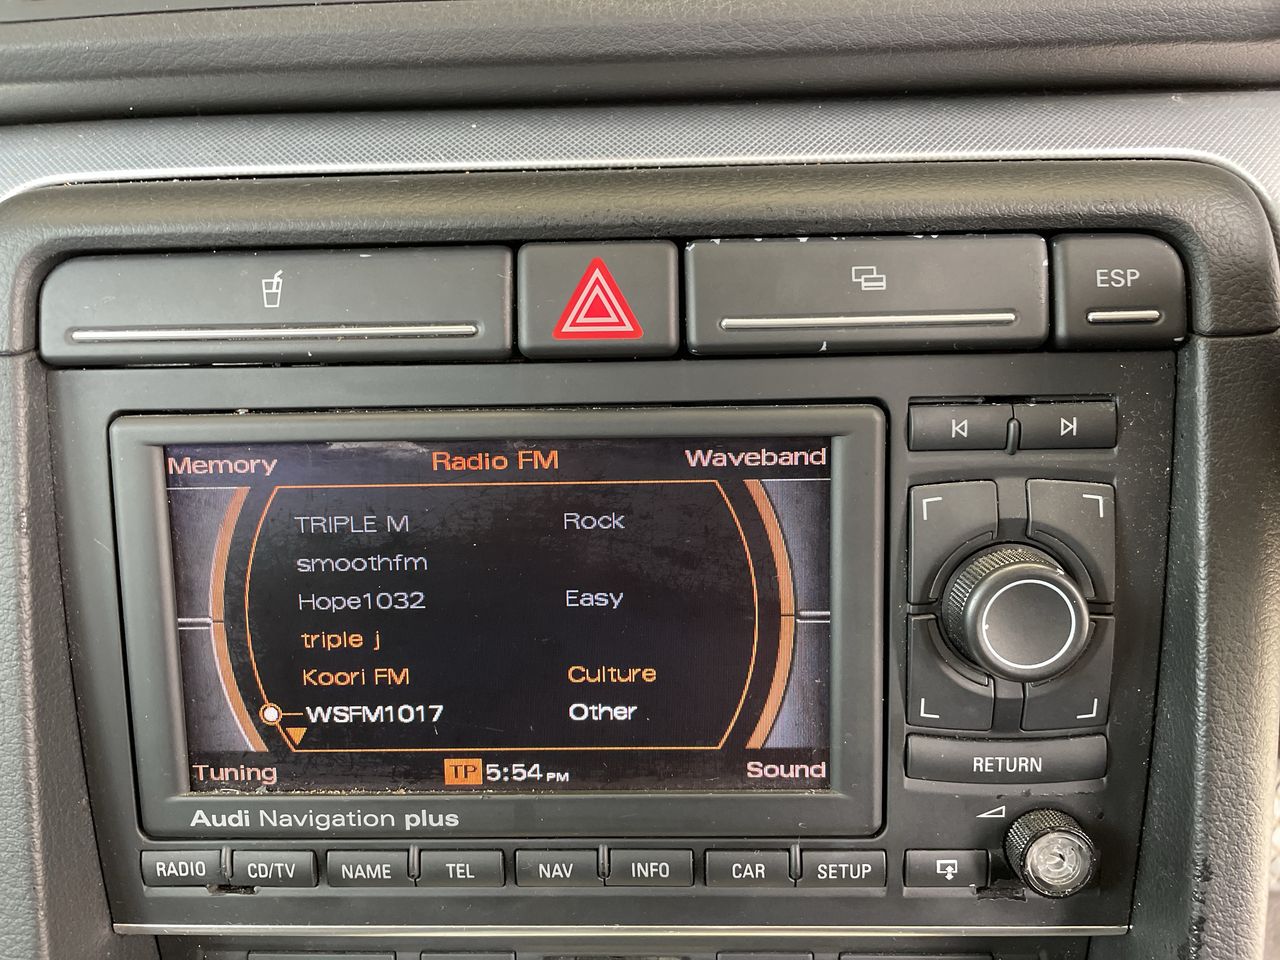 ESP
Memory Radio FM Waveband
TRIPLE M Rock
smoothfm
Hope1032 Easy
triple j
Koori FM Culture
WSFM1017 Other
Tuning TP 5:54 PM Sound
RETURN
Audi Navigation plus
RADIO CD/TV NAME TEL NAV INFO CAR SETUP